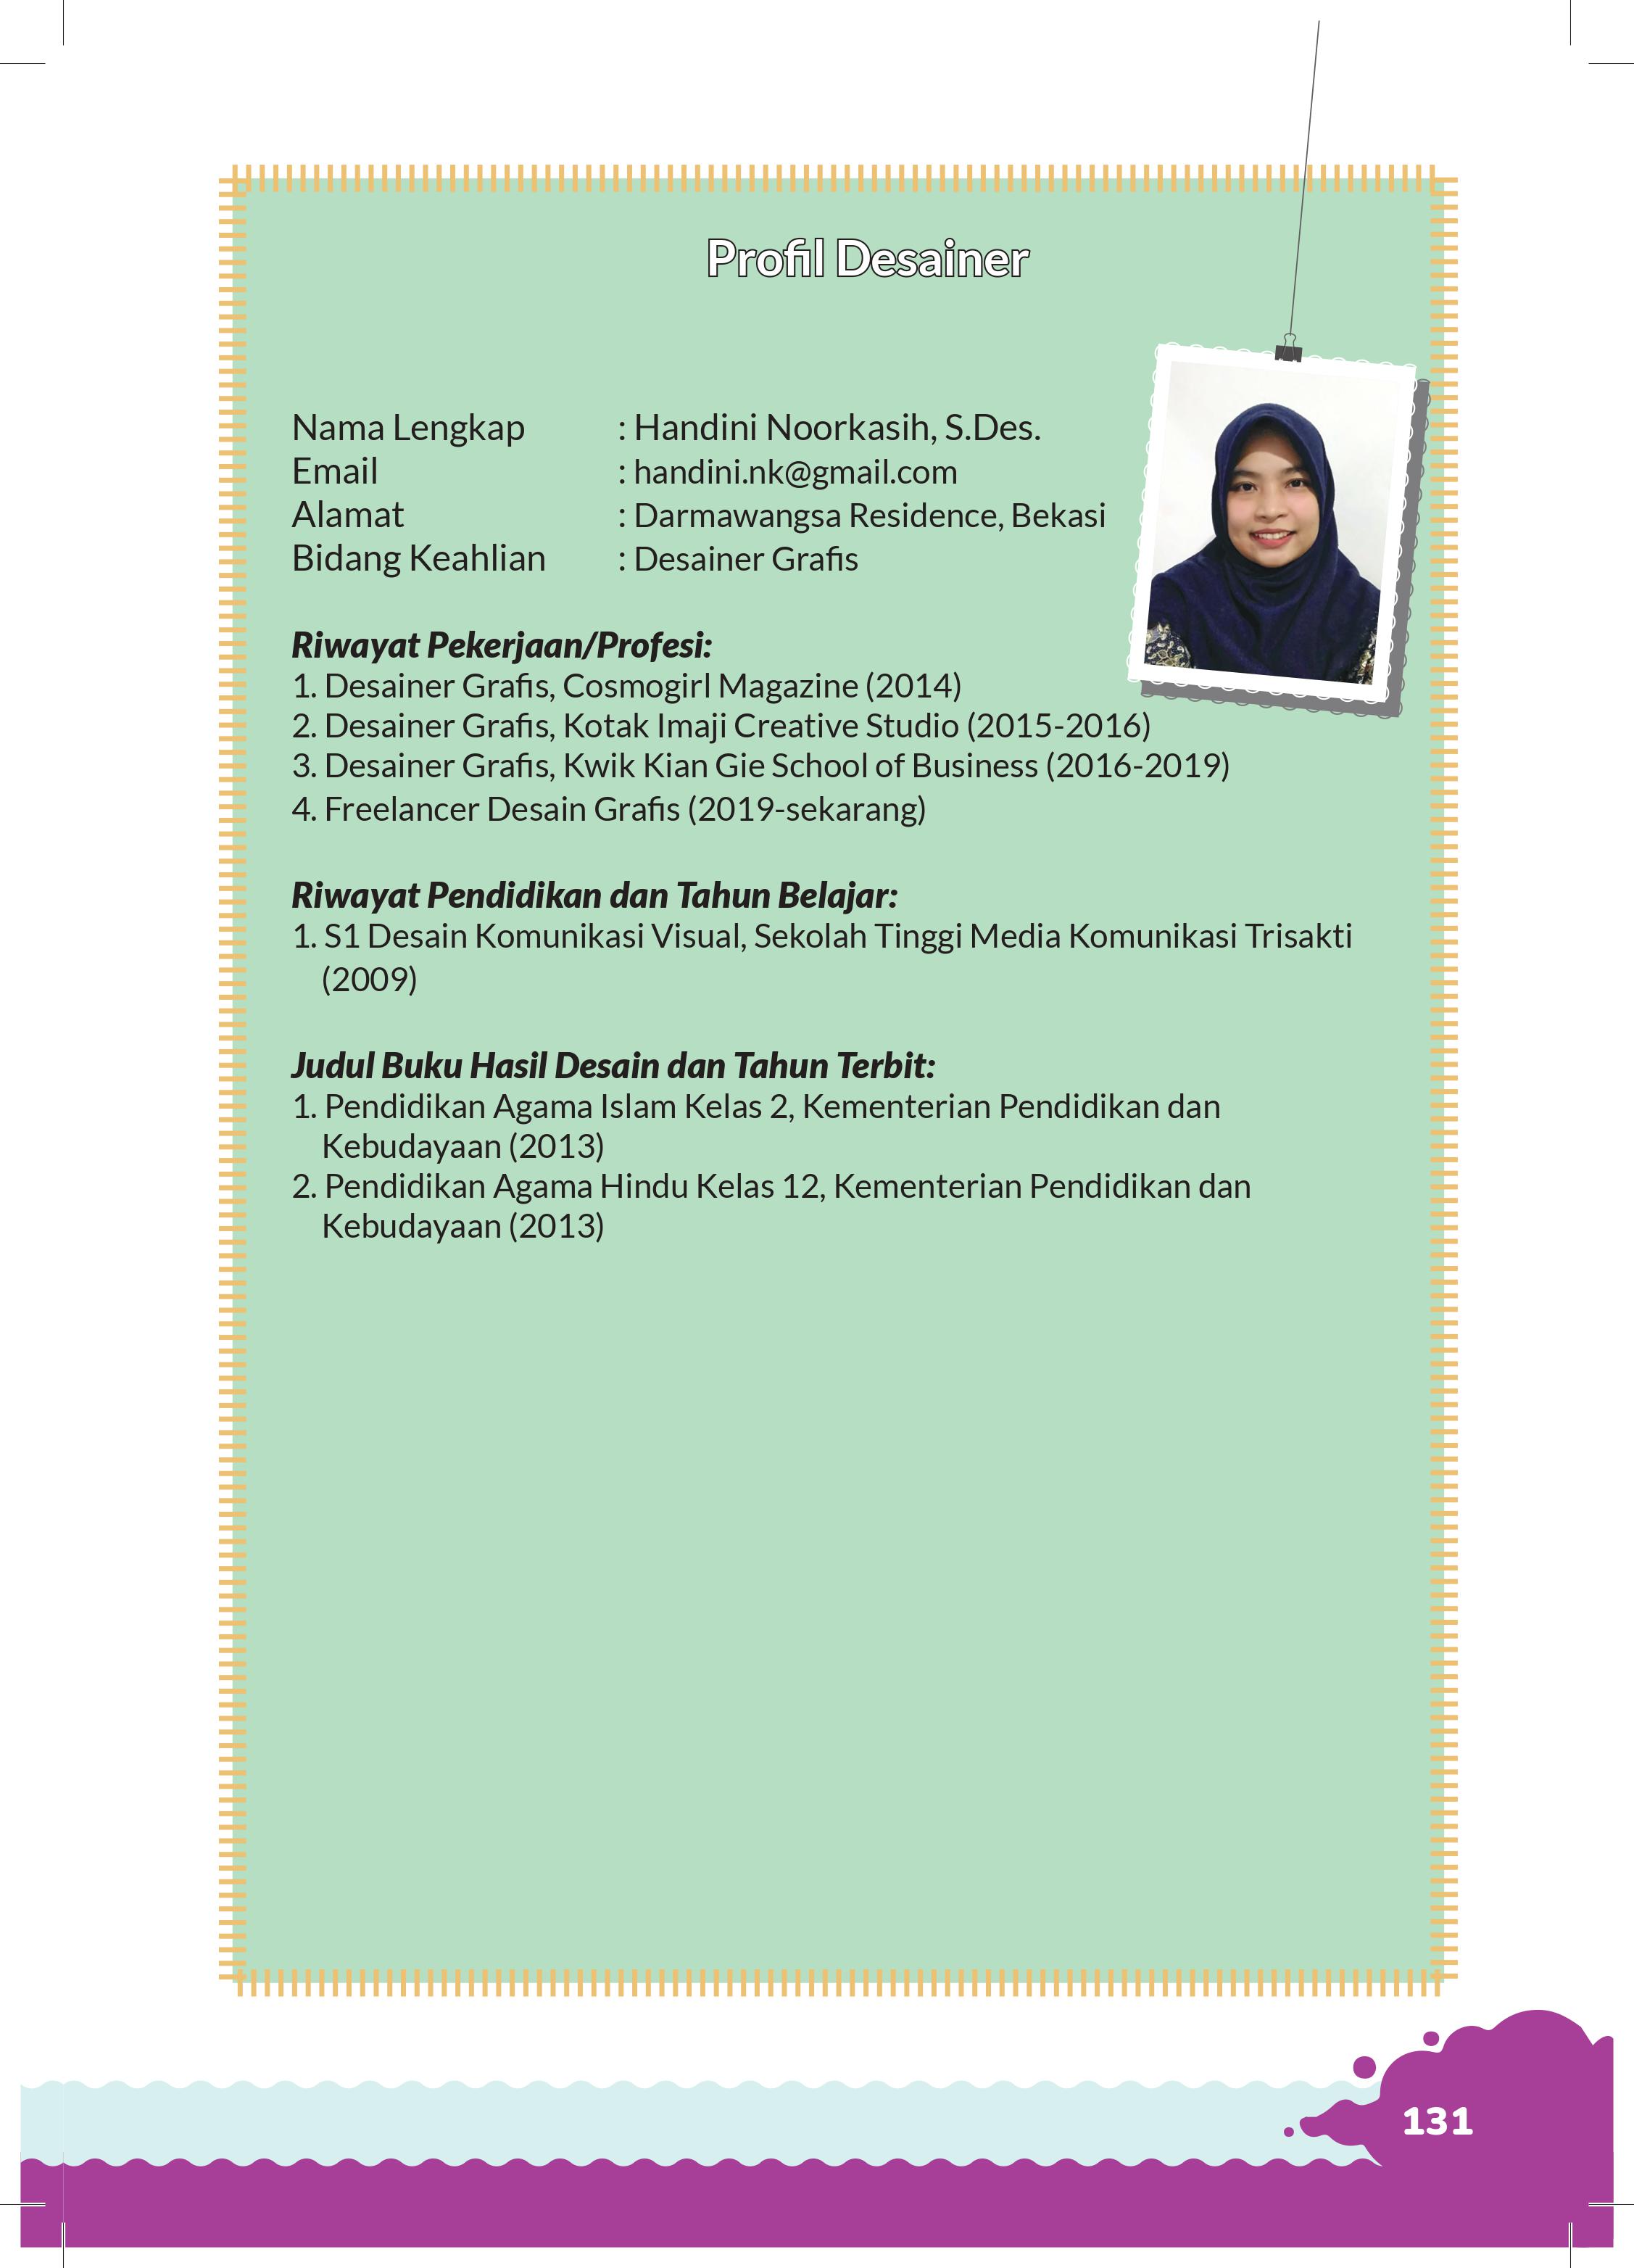 Profil Desainer
Nama Lengkap : Handini Noorkasih, S.Des.
Email : handini.nk@gmail.com
Alamat : Darmawangsa Residence, Bekasi
Bidang Keahlian : Desainer Grafis
Riwayat Pekerjaan/Profesi:
1. Desainer Grafis, Cosmogirl Magazine (2014)
2. Desainer Grafis, Kotak Imaji Creative Studio (2015-2016)
3. Desainer Grafis, Kwik Kian Gie School of Business (2016-2019)
4. Freelancer Desain Grafis (2019-sekarang)
Riwayat Pendidikan dan Tahun Belajar:
1. S1 Desain Komunikasi Visual, Sekolah Tinggi Media Komunikasi Trisakti
(2009)
Judul Buku Hasil Desain dan Tahun Terbit:
1. Pendidikan Agama Islam Kelas 2, Kementerian Pendidikan dan
Kebudayaan (2013)
2. Pendidikan Agama Hindu Kelas 12, Kementerian Pendidikan dan
Kebudayaan (2013)
131